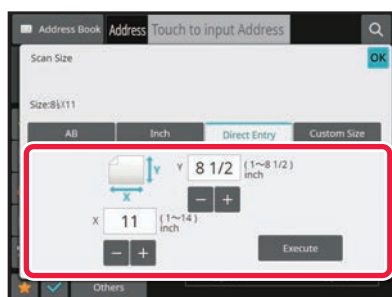 Address Book Address Touch to input Address
Scan Size
OK
Size:8½X11
AB Inch Direct Entry Custom Size
Y Y 8 1/2 (1~8 1/2) inch
X
X 11 (1~14) inch
Execute
Others